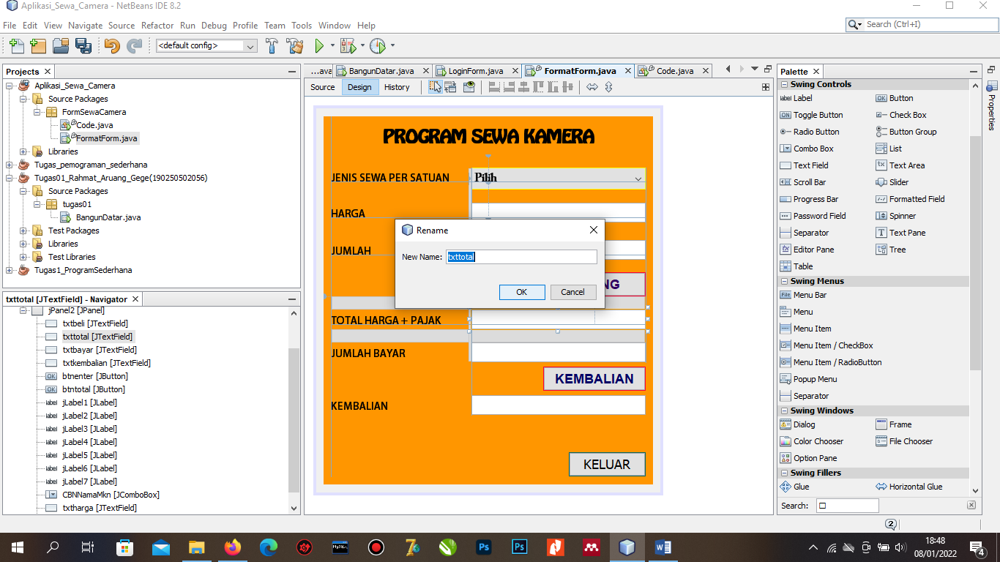 Aplikasi_Sewa_Camera - NetBeans IDE 8.2
File Edit View Navigate Source Refactor Run Debug Profile Team Tools Window Help
Search (Ctrl+I)
<default config>
Projects
Aplikasi_Sewa_Camera
Source Packages
FormSewaCamera
Code.java
FormatForm.java
Libraries
Tugas_pemograman_sederhana
Tugas01_Rahmat_Aruang_Gege(190250502056)
Source Packages
tugas01
BangunDatar.java
Test Packages
Libraries
Test Libraries
Tugas1_ProgramSederhana
txttotal [JTextField] - Navigator
jPanel2 [JPanel]
txtbeli [JTextField]
txttotal [JTextField]
txtbayar [JTextField]
txtkembalian [JTextField]
btnenter [JButton]
btntotal [JButton]
jLabel1 [JLabel]
jLabel2 [JLabel]
jLabel3 [JLabel]
jLabel4 [JLabel]
jLabel5 [JLabel]
jLabel6 [JLabel]
jLabel7 [JLabel]
CBNNamaMkn [JComboBox]
txtharga [JTextField]
...ava BangunDatar.java LoginForm.java FormatForm.java Code.java
Source Design History
PROGRAM SEWA KAMERA
JENIS SEWA PER SATUAN Pilih
HARGA
JUMLAH
NG
TOTAL HARGA + PAJAK
JUMLAH BAYAR
KEMBALIAN
KEMBALIAN
KELUAR
Rename
New Name: txttotal
OK Cancel
Palette
Swing Controls
Label Button
Toggle Button Check Box
Radio Button Button Group
Combo Box List
Text Field Text Area
Scroll Bar Slider
Progress Bar Formatted Field
Password Field Spinner
Separator Text Pane
Editor Pane Tree
Table
Swing Menus
Menu Bar
Menu
Menu Item
Menu Item / CheckBox
Menu Item / RadioButton
Popup Menu
Separator
Swing Windows
Dialog Frame
Color Chooser File Chooser
Option Pane
Swing Fillers
Glue Horizontal Glue
Search:
Properties
2
18:48
08/01/2022
4